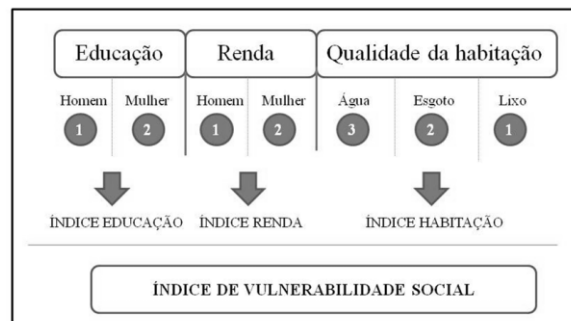 Educação Renda Qualidade da habitação
Homem Mulher Homem Mulher Água Esgoto Lixo
1 2 1 2 3 2 1
ÍNDICE EDUCAÇÃO ÍNDICE RENDA ÍNDICE HABITAÇÃO
ÍNDICE DE VULNERABILIDADE SOCIAL